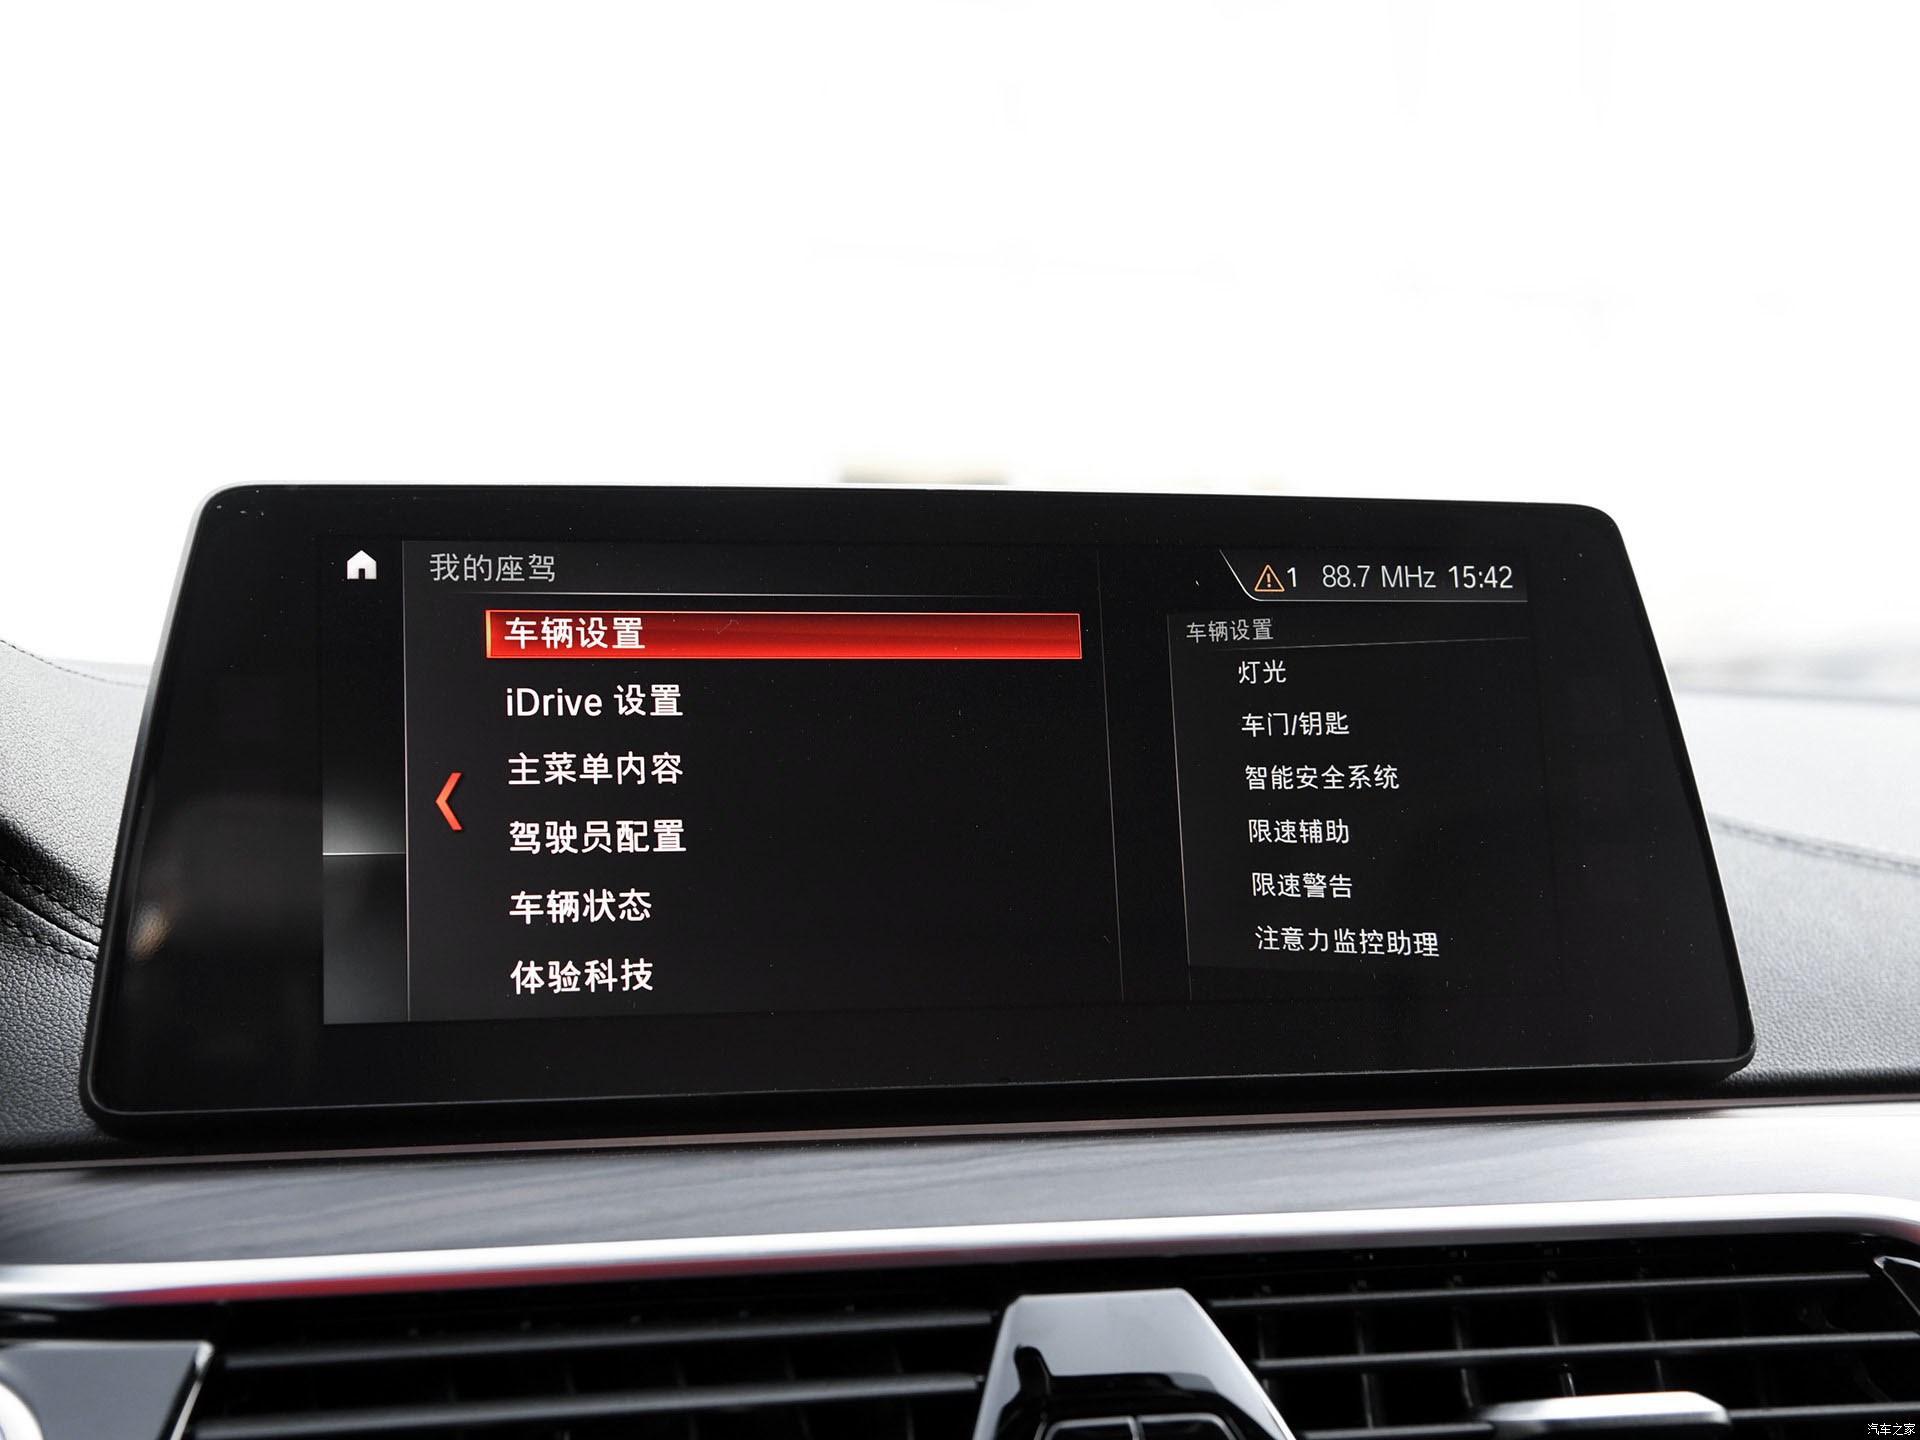 我的座驾
1 88.7 MHz 15:42
车辆设置
iDrive 设置
主菜单内容
驾驶员配置
车辆状态
体验科技
车辆设置
灯光
车门/钥匙
智能安全系统
限速辅助
限速警告
注意力监控助理
汽车之家